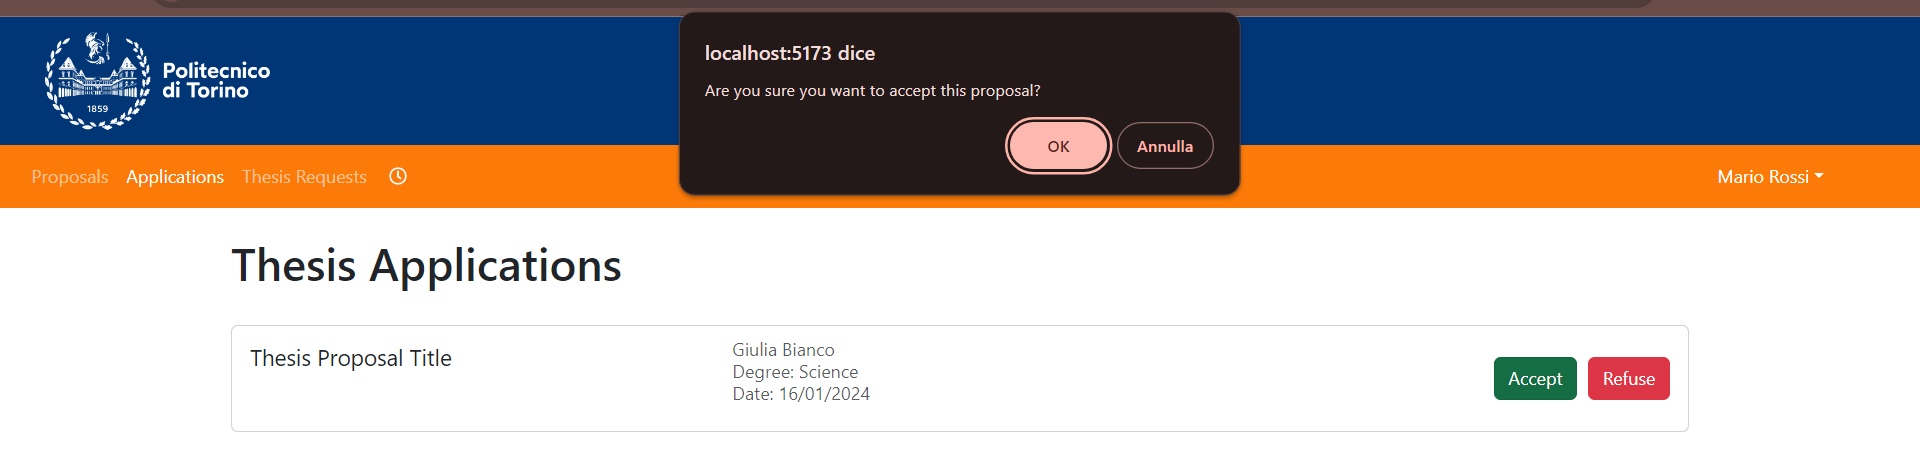 localhost:5173 dice
Are you sure you want to accept this proposal?
OK Annulla
Politecnico
di Torino
1859
Proposals Applications Thesis Requests Mario Rossi
Thesis Applications
Thesis Proposal Title
Giulia Bianco
Degree: Science
Date: 16/01/2024
Accept Refuse